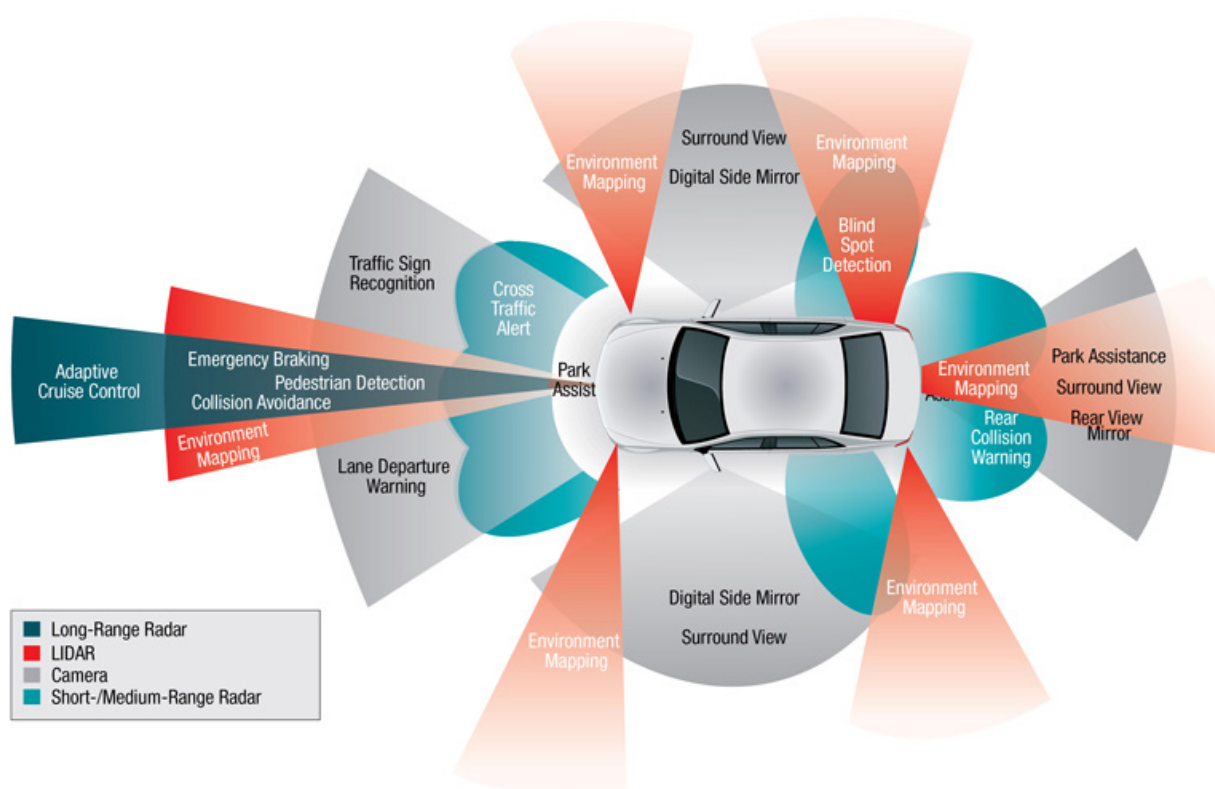 Surround View
Digital Side Mirror
Environment
Mapping
Environment
Mapping
Blind
Spot
Detection
Traffic Sign
Recognition
Cross
Traffic
Alert
Adaptive
Cruise Control
Emergency Braking
Pedestrian Detection
Collision Avoidance
Environment
Mapping
Park
Assist
Lane Departure
Warning
Environment
Mapping
Park Assistance
Surround View
Rear View
Mirror
Rear
Collision
Warning
Digital Side Mirror
Surround View
Environment
Mapping
Environment
Mapping
Long-Range Radar
LIDAR
Camera
Short-/Medium-Range Radar